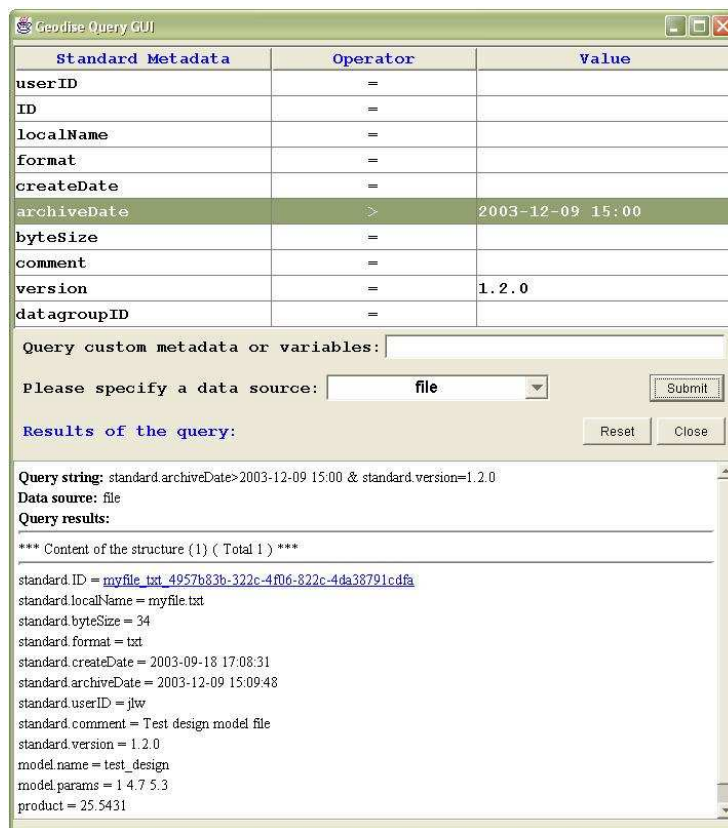 Geodise Query GUI
Standard Metadata Operator Value
userID =
ID =
localName =
format =
createDate =
archiveDate > 2003-12-09 15:00
byteSize =
comment =
version = 1.2.0
datagroupID =
Query custom metadata or variables:
Please specify a data source: file Submit
Results of the query: Reset Close
Query string: standard.archiveDate>2003-12-09 15:00 & standard.version=1.2.0
Data source: file
Query results:
*** Content of the structure (1) ( Total 1 ) ***
standard.ID = myfile_txt_4957b83b-322c-4f06-822c-4da38791cdfa
standard.localName = myfile.txt
standard.byteSize = 34
standard.format = txt
standard.createDate = 2003-09-18 17:08:31
standard.archiveDate = 2003-12-09 15:09:48
standard.userID = jlw
standard.comment = Test design model file
standard.version = 1.2.0
model.name = test_design
model.params = 1 4.7 5.3
product = 25.5431